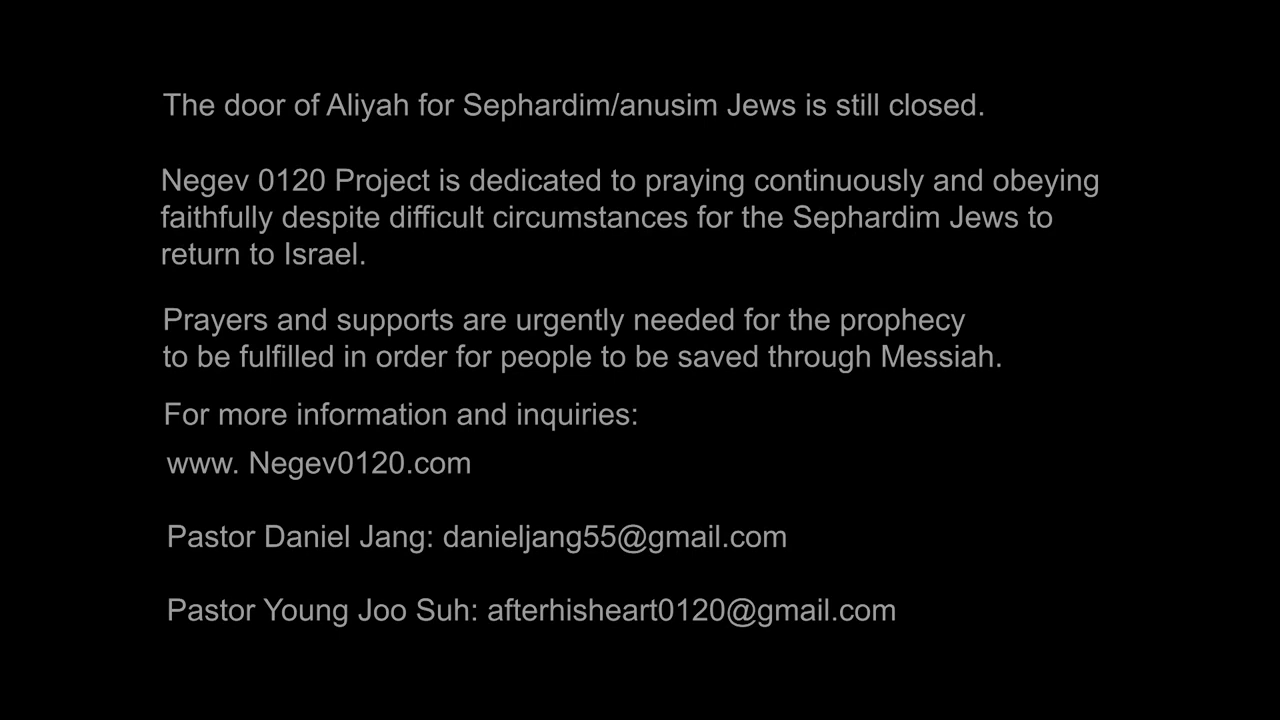 The door of Aliyah for Sephardim/anusim Jews is still closed.
Negev 0120 Project is dedicated to praying continuously and obeying
faithfully despite difficult circumstances for the Sephardim Jews to
return to Israel.
Prayers and supports are urgently needed for the prophecy
to be fulfilled in order for people to be saved through Messiah.
For more information and inquiries:
www. Negev0120.com
Pastor Daniel Jang: danieljang55@gmail.com
Pastor Young Joo Suh: afterhisheart0120@gmail.com